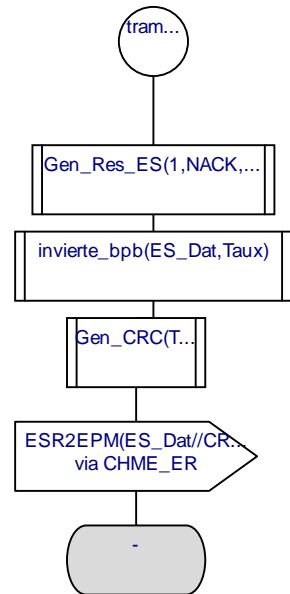 tram...
Gen_Res_ES(1,NACK,...
invierte_bpb(ES_Dat,Taux)
Gen_CRC(T...
ESR2EPM(ES_Dat//CR...
via CHME_ER
-